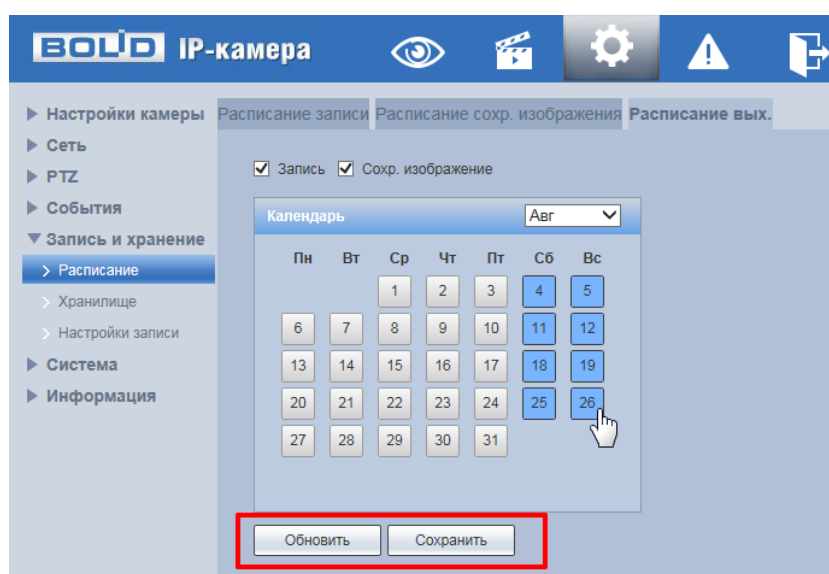 BOLID IP-камера
Настройки камеры
Сеть
PTZ
События
Запись и хранение
Расписание
Хранилище
Настройки записи
Система
Информация
Расписание записи Расписание сохр. изображения Расписание вых.
Запись Сохр. изображение
Календарь Авг
Пн Вт Ср Чт Пт Сб Вс
1 2 3 4 5
6 7 8 9 10 11 12
13 14 15 16 17 18 19
20 21 22 23 24 25 26
27 28 29 30 31
Обновить Сохранить